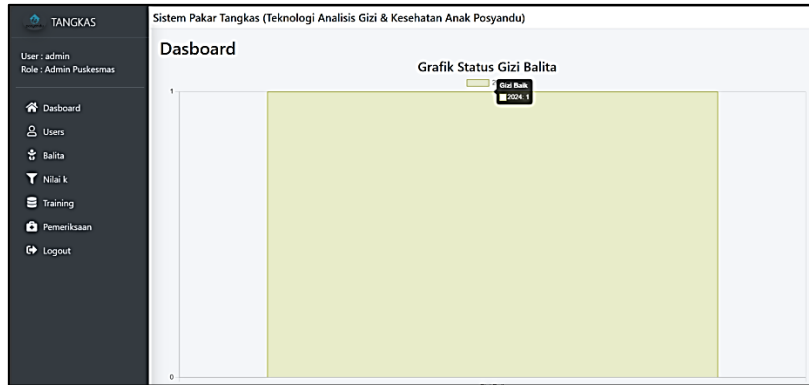 TANGKAS
User : admin
Role : Admin Puskesmas
Dasboard
Users
Balita
Nilai k
Training
Pemeriksaan
Logout
Sistem Pakar Tangkas (Teknologi Analisis Gizi & Kesehatan Anak Posyandu)
Dasboard
Grafik Status Gizi Balita
Gizi Baik
2024: 1
1
0